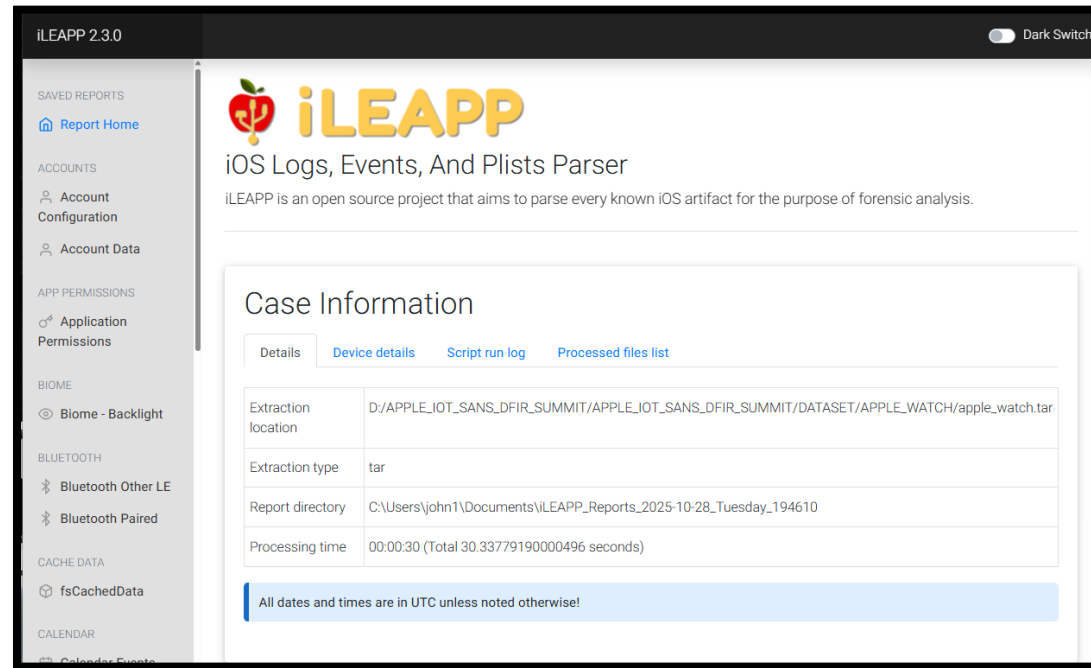 iLEAPP 2.3.0
Dark Switch
SAVED REPORTS
Report Home
ACCOUNTS
Account
Configuration
Account Data
APP PERMISSIONS
Application
Permissions
BIOME
Biome - Backlight
BLUETOOTH
Bluetooth Other LE
Bluetooth Paired
CACHE DATA
fsCachedData
CALENDAR
Calendar Events
iLEAPP
iOS Logs, Events, And Plists Parser
iLEAPP is an open source project that aims to parse every known iOS artifact for the purpose of forensic analysis.
Case Information
Details Device details Script run log Processed files list
Extraction location D:/APPLE_IOT_SANS_DFIR_SUMMIT/APPLE_IOT_SANS_DFIR_SUMMIT/DATASET/APPLE_WATCH/apple_watch.tar
Extraction type tar
Report directory C:\Users\john1\Documents\iLEAPP_Reports_2025-10-28_Tuesday_194610
Processing time 00:00:30 (Total 30.33779190000496 seconds)
All dates and times are in UTC unless noted otherwise!